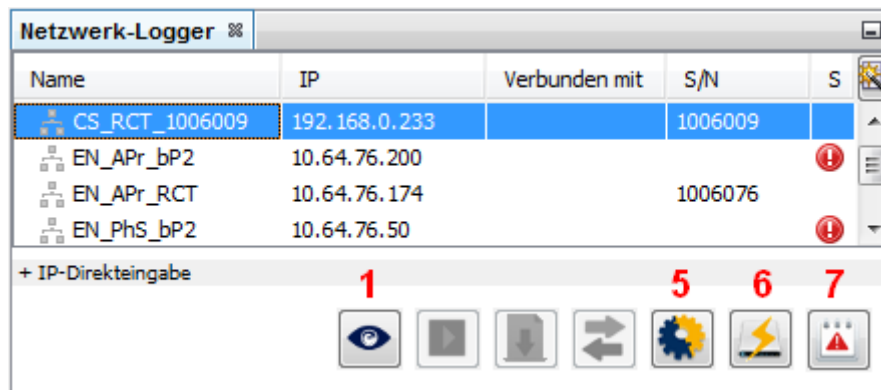 Netzwerk-Logger
Name IP Verbunden mit S/N S
CS_RCT_1006009 192.168.0.233 1006009
EN_APr_bP2 10.64.76.200
EN_APr_RCT 10.64.76.174 1006076
EN_PhS_bP2 10.64.76.50
+ IP-Direkteingabe
1 5 6 7